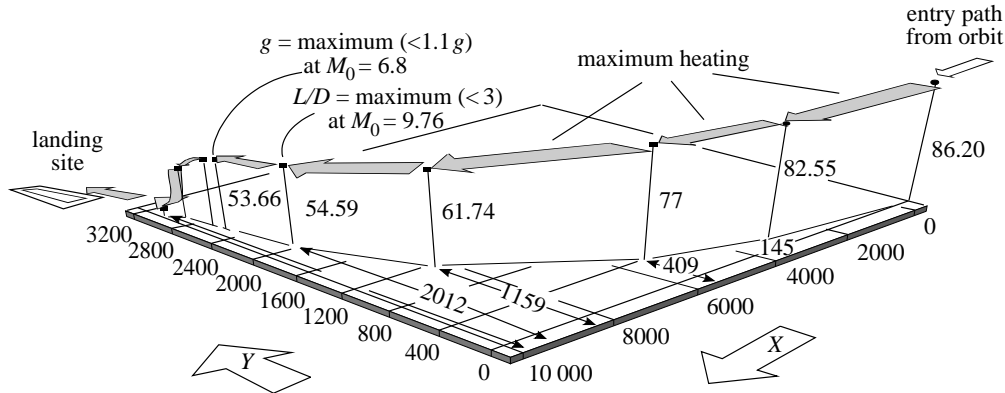 entry path
from orbit
g = maximum (<1.1 g)
at M₀ = 6.8
maximum heating
L/D = maximum (<3)
at M₀ = 9.76
landing
site
86.20
82.55
77
61.74
54.59
53.66
145
409
1159
2012
0
2000
4000
6000
8000
10 000
3200
2800
2400
2000
1600
1200
800
400
0
Y
X